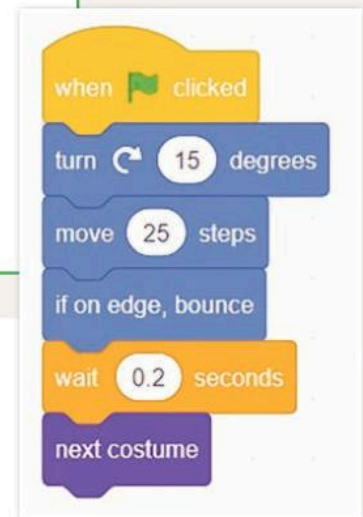 when clicked
turn 15 degrees
move 25 steps
if on edge, bounce
wait 0.2 seconds
next costume